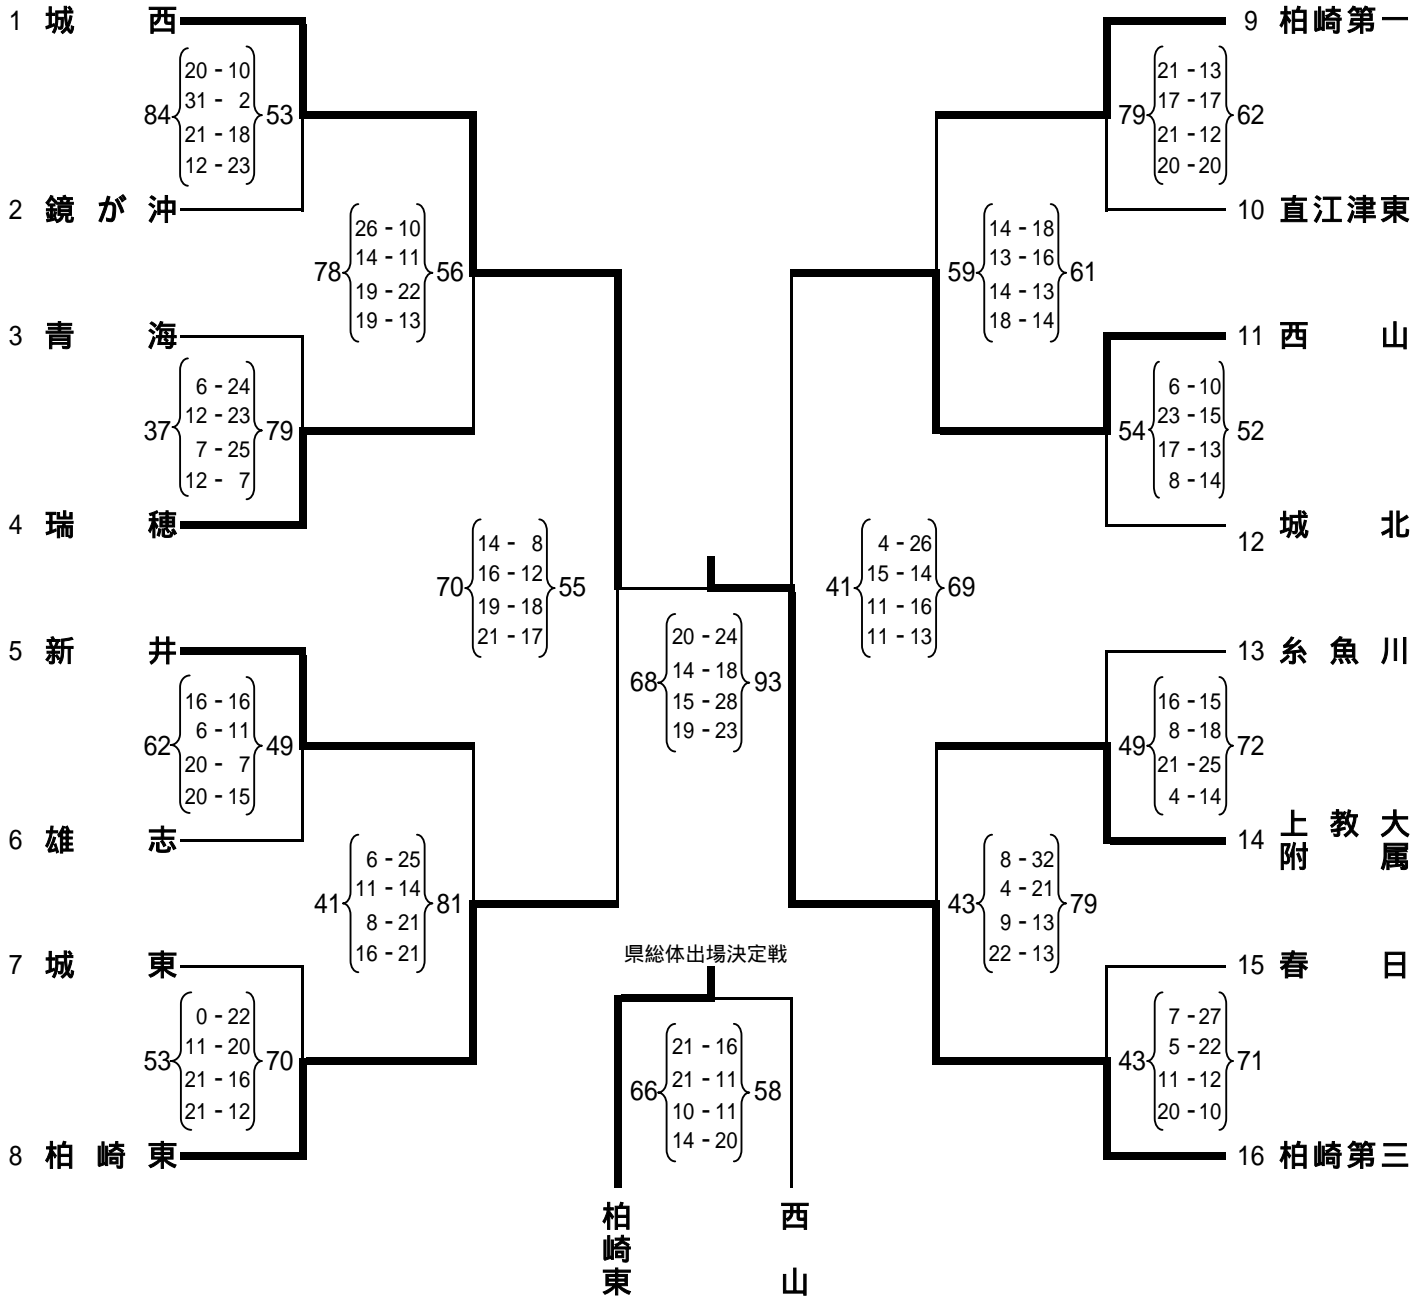 1 城西
20 - 10
31 - 2
84 53
21 - 18
12 - 23
2 鏡が沖
26 - 10
14 - 11
78 56
19 - 22
19 - 13
3 青海
6 - 24
12 - 23
37 79
7 - 25
12 - 7
4 瑞穂
14 - 8
16 - 12
70 55
19 - 18
21 - 17
5 新井
16 - 16
6 - 11
62 49
20 - 7
20 - 15
6 雄志
6 - 25
11 - 14
41 81
8 - 21
16 - 21
7 城東
0 - 22
11 - 20
53 70
21 - 16
21 - 12
8 柏崎東
20 - 24
14 - 18
68 93
15 - 28
19 - 23
県総体出場決定戦
21 - 16
21 - 11
66 58
10 - 11
14 - 20
柏崎東
西山
9 柏崎第一
21 - 13
17 - 17
79 62
21 - 12
20 - 20
10 直江津東
14 - 18
13 - 16
59 61
14 - 13
18 - 14
11 西山
6 - 10
23 - 15
54 52
17 - 13
8 - 14
12 城北
4 - 26
15 - 14
41 69
11 - 16
11 - 13
13 糸魚川
16 - 15
8 - 18
49 72
21 - 25
4 - 14
14 上教大
附属
8 - 32
4 - 21
43 79
9 - 13
22 - 13
15 春日
7 - 27
5 - 22
43 71
11 - 12
20 - 10
16 柏崎第三